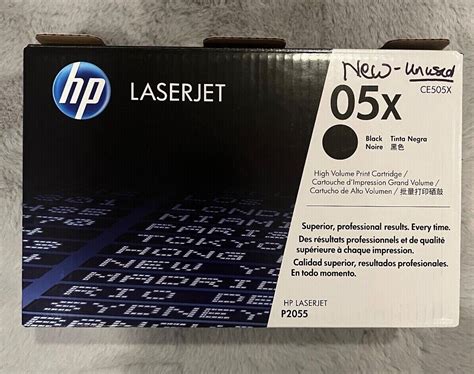 New - unused
hp
LASERJET
05x
CE505X
Black Tinta Negra
Noire 黑色
High Volume Print Cartridge /
Cartouche d'Impression Grand Volume /
Cartucho de Alto Volumen / 批量打印硒鼓
Superior, professional results. Every time.
Des résultats professionnels et de qualité
supérieure à chaque impression.
Calidad superior, resultados profesionales.
En todo momento.
HP LASERJET
P2055